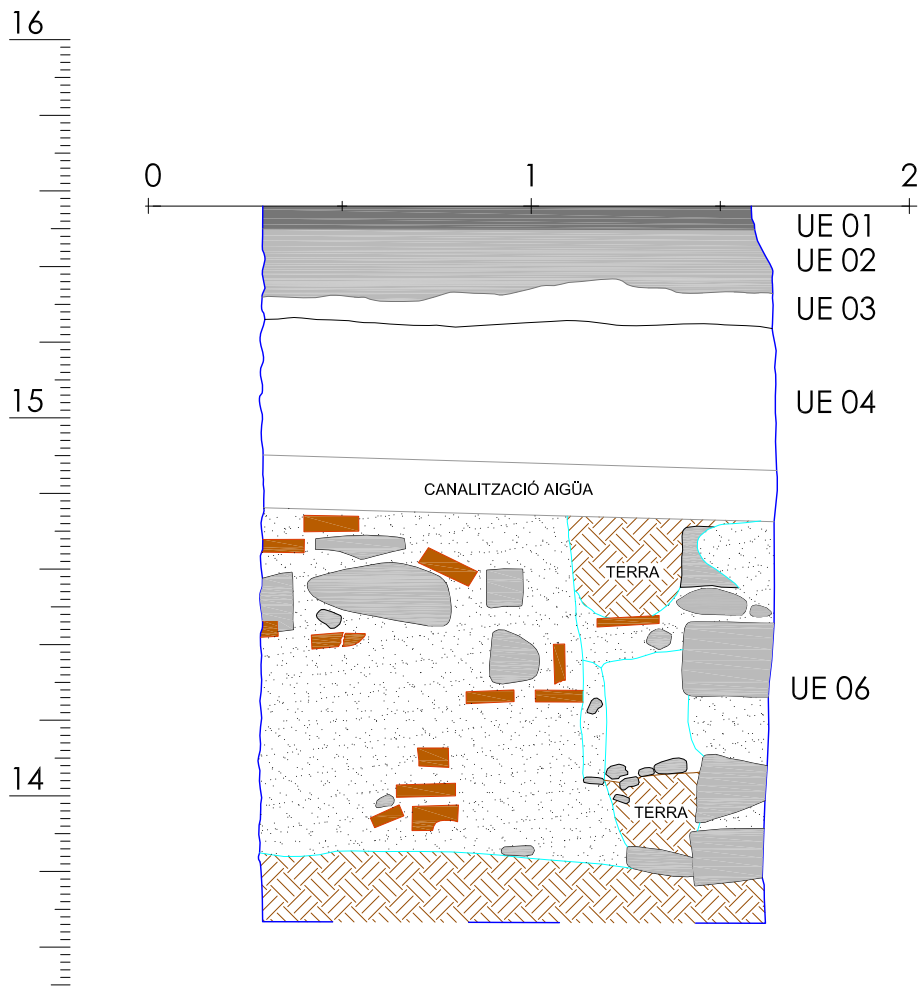 16
0 1 2
UE 01
UE 02
UE 03
UE 04
15
CANALITZACIÓ AIGÜA
TERRA
UE 06
14
TERRA